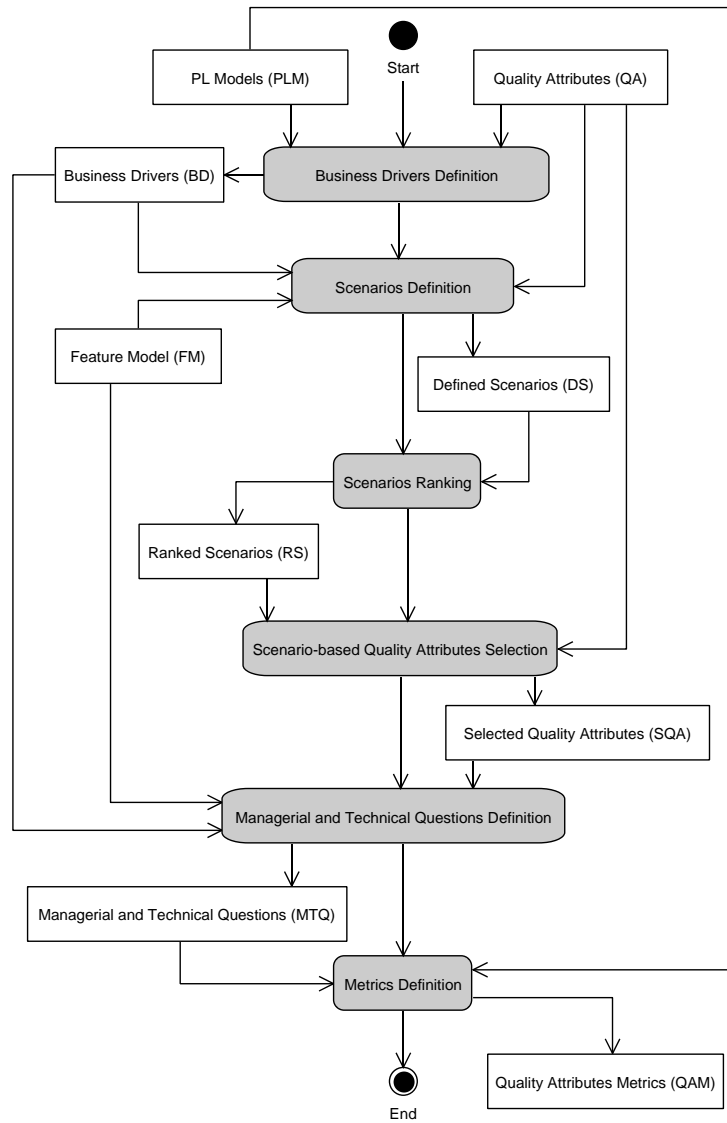 Start
PL Models (PLM)
Quality Attributes (QA)
Business Drivers (BD)
Business Drivers Definition
Scenarios Definition
Feature Model (FM)
Defined Scenarios (DS)
Scenarios Ranking
Ranked Scenarios (RS)
Scenario-based Quality Attributes Selection
Selected Quality Attributes (SQA)
Managerial and Technical Questions Definition
Managerial and Technical Questions (MTQ)
Metrics Definition
Quality Attributes Metrics (QAM)
End